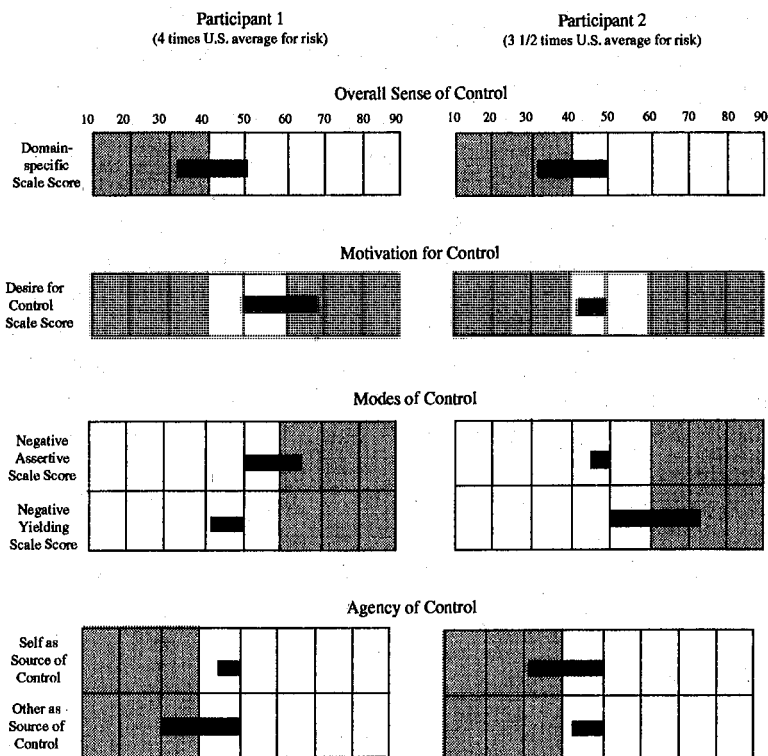 Participant 1
(4 times U.S. average for risk)
Participant 2
(3 1/2 times U.S. average for risk)
Overall Sense of Control
10 20 30 40 50 60 70 80 90
10 20 30 40 50 60 70 80 90
Domain-
specific
Scale Score
Motivation for Control
Desire for
Control
Scale Score
Modes of Control
Negative
Assertive
Scale Score
Negative
Yielding
Scale Score
Agency of Control
Self as
Source of
Control
Other as
Source of
Control